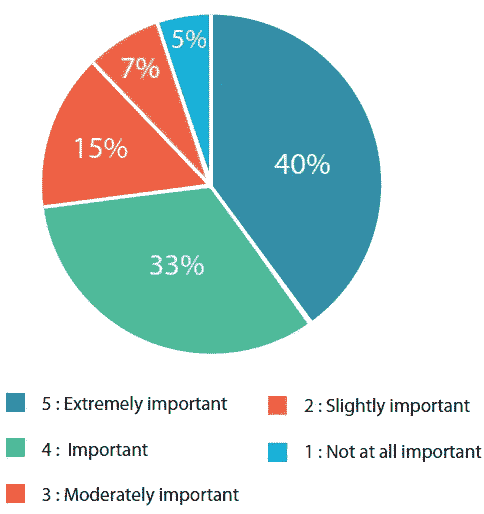 5%
7%
15%
40%
33%
5 : Extremely important
4 : Important
3 : Moderately important
2 : Slightly important
1 : Not at all important